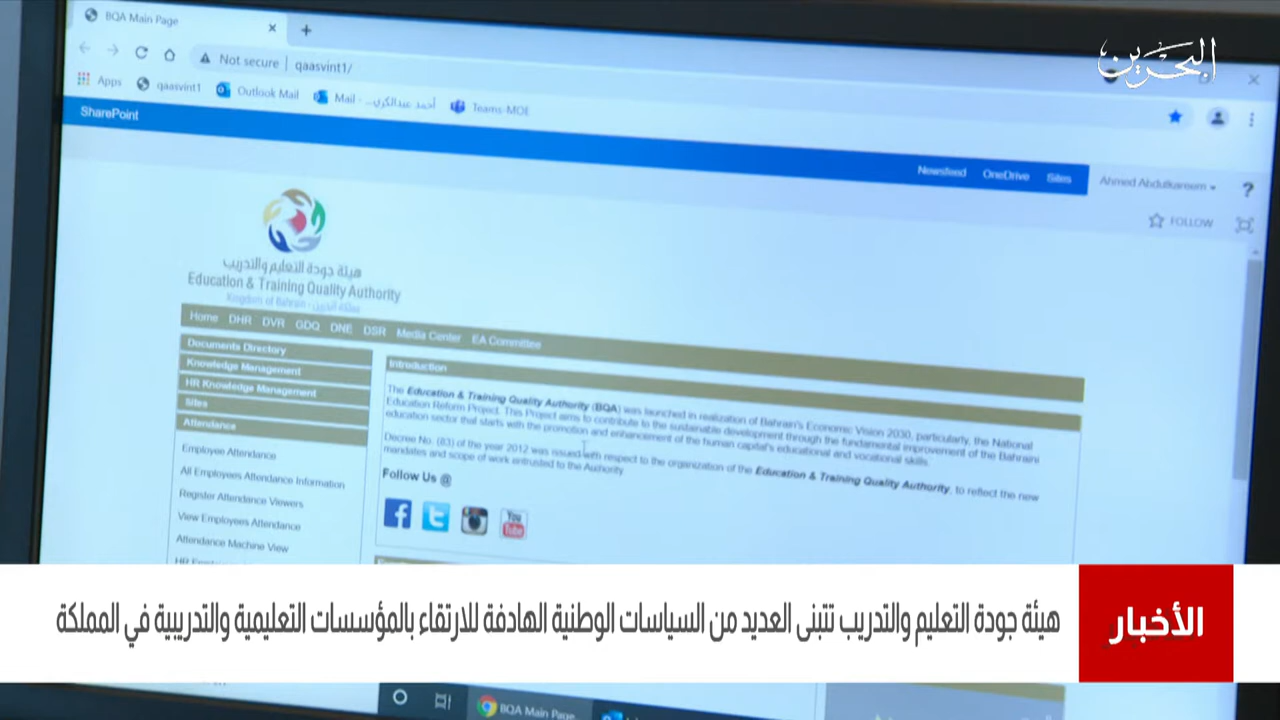 BQA Main Page
البحرين
Not secure | qaasvint1/
Apps qaasvint1 Outlook Mail Mail - أحمد عبدالكري... Teams-MOE
SharePoint
Newsfeed OneDrive Sites Ahmed Abdulkareem
FOLLOW
هيئة جودة التعليم والتدريب
Education & Training Quality Authority
Kingdom of Bahrain - مملكة البحرين
Home DHR DVR GDQ DNE DSR Media Center EA Committee
Documents Directory
Knowledge Management
HR Knowledge Management
Sites
Attendance
Employee Attendance
All Employees Attendance Information
Register Attendance Viewers
View Employees Attendance
Attendance Machine View
Introduction
The Education & Training Quality Authority (BQA) was launched in realization of Bahrain's Economic Vision 2030, particularly, the National
Education Reform Project. This Project aims to contribute to the sustainable development through the fundamental improvement of the Bahraini
education sector that starts with the promotion and enhancement of the human capital's educational and vocational skills.
Decree No. (83) of the year 2012 was issued with respect to the organization of the Education & Training Quality Authority, to reflect the new
mandates and scope of work entrusted to the Authority.
Follow Us @
You
Tube
الأخبار
هيئة جودة التعليم والتدريب تتبنى العديد من السياسات الوطنية الهادفة للارتقاء بالمؤسسات التعليمية والتدريبية في المملكة
BQA Main Page